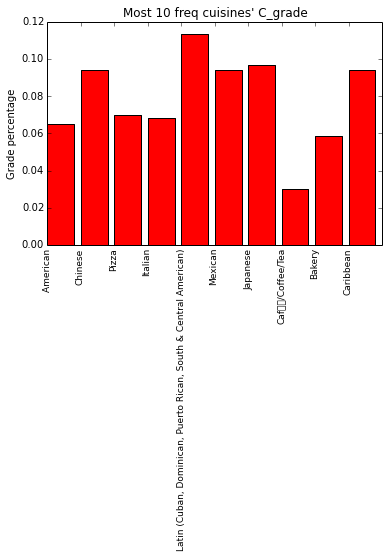 Most 10 freq cuisines' C_grade
Grade percentage
0.12
0.10
0.08
0.06
0.04
0.02
0.00
American
Chinese
Pizza
Italian
Latin (Cuban, Dominican, Puerto Rican, South & Central American)
Mexican
Japanese
Caf▯▯/Coffee/Tea
Bakery
Caribbean